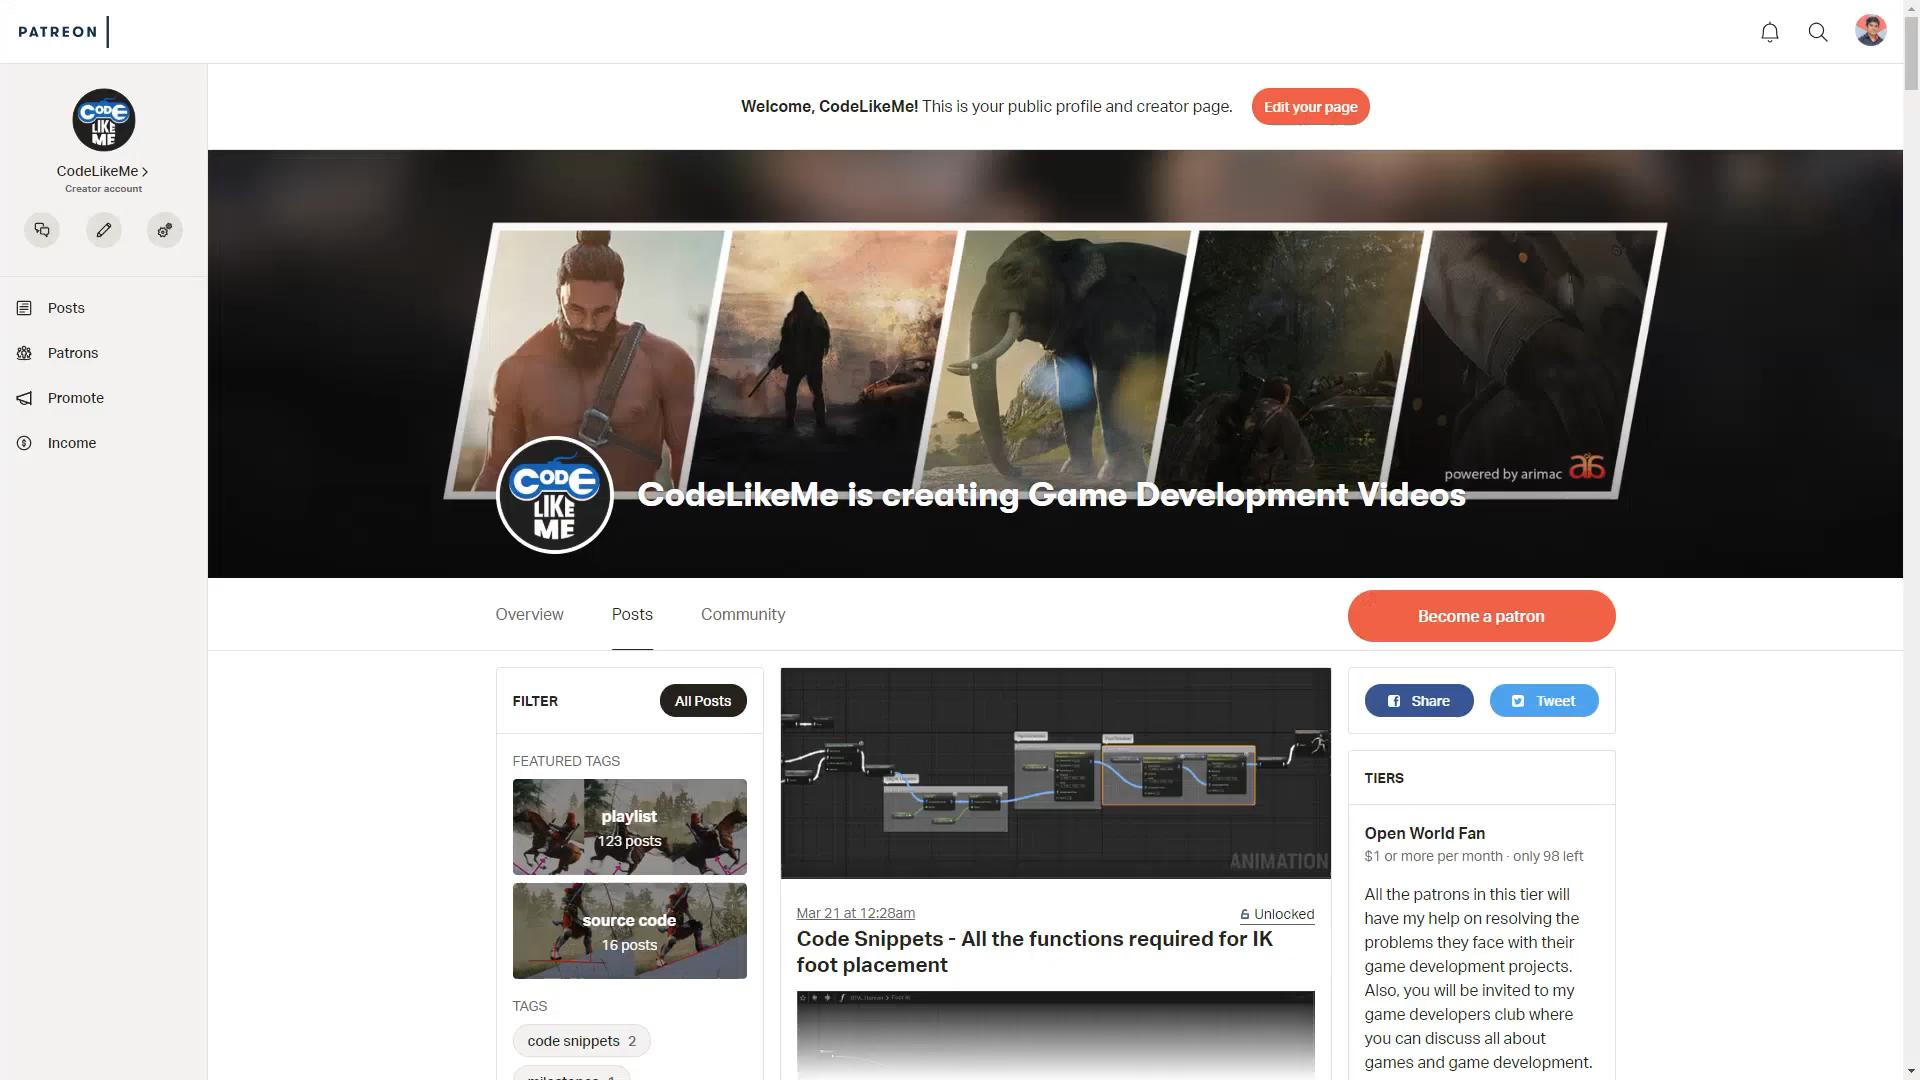 PATREON
CODE
LIKE
ME
CodeLikeMe
Creator account
Posts
Patrons
Promote
Income
Welcome, CodeLikeMe! This is your public profile and creator page.
Edit your page
powered by arimac
CODE
LIKE
ME
CodeLikeMe is creating Game Development Videos
Overview
Posts
Community
Become a patron
FILTER
All Posts
FEATURED TAGS
playlist
123 posts
source code
16 posts
TAGS
code snippets 2
ANIMATION
Mar 21 at 12:28am
Unlocked
Code Snippets - All the functions required for IK
foot placement
Share
Tweet
TIERS
Open World Fan
$1 or more per month · only 98 left
All the patrons in this tier will
have my help on resolving the
problems they face with their
game development projects.
Also, you will be invited to my
game developers club where
you can discuss all about
games and game development.